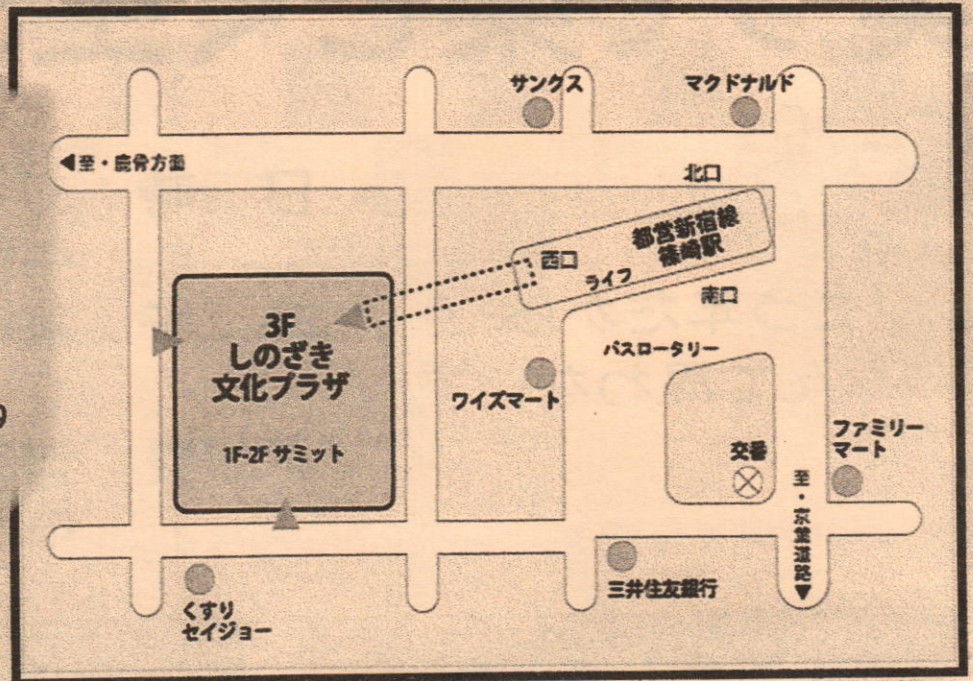 サンクス
マクドナルド
◀至・鹿骨方面
北口
都営新宿線
篠崎駅
西口
ライフ
南口
3F
しのざき
文化プラザ
1F-2F サミット
バスロータリー
ワイズマート
交番
ファミリー
マート
至・京葉道路▼
三井住友銀行
くすり
セイジョー
9